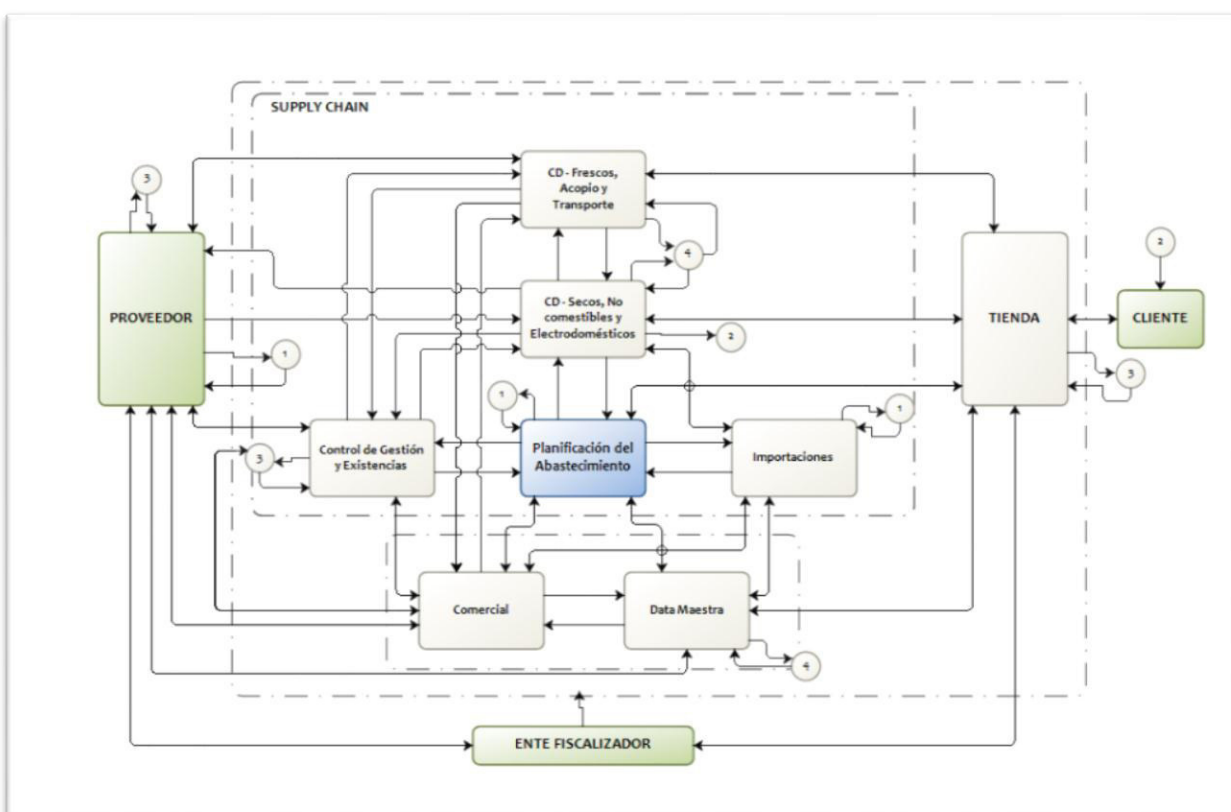 SUPPLY CHAIN
CD - Frescos,
Acopio y
Transporte
3
4
2
PROVEEDOR
CD - Secos, No
comestibles y
Electrodomésticos
TIENDA
CLIENTE
2
1
3
1
1
Control de Gestión
y Existencias
Planificación del
Abastecimiento
Importaciones
3
Comercial
Data Maestra
4
ENTE FISCALIZADOR